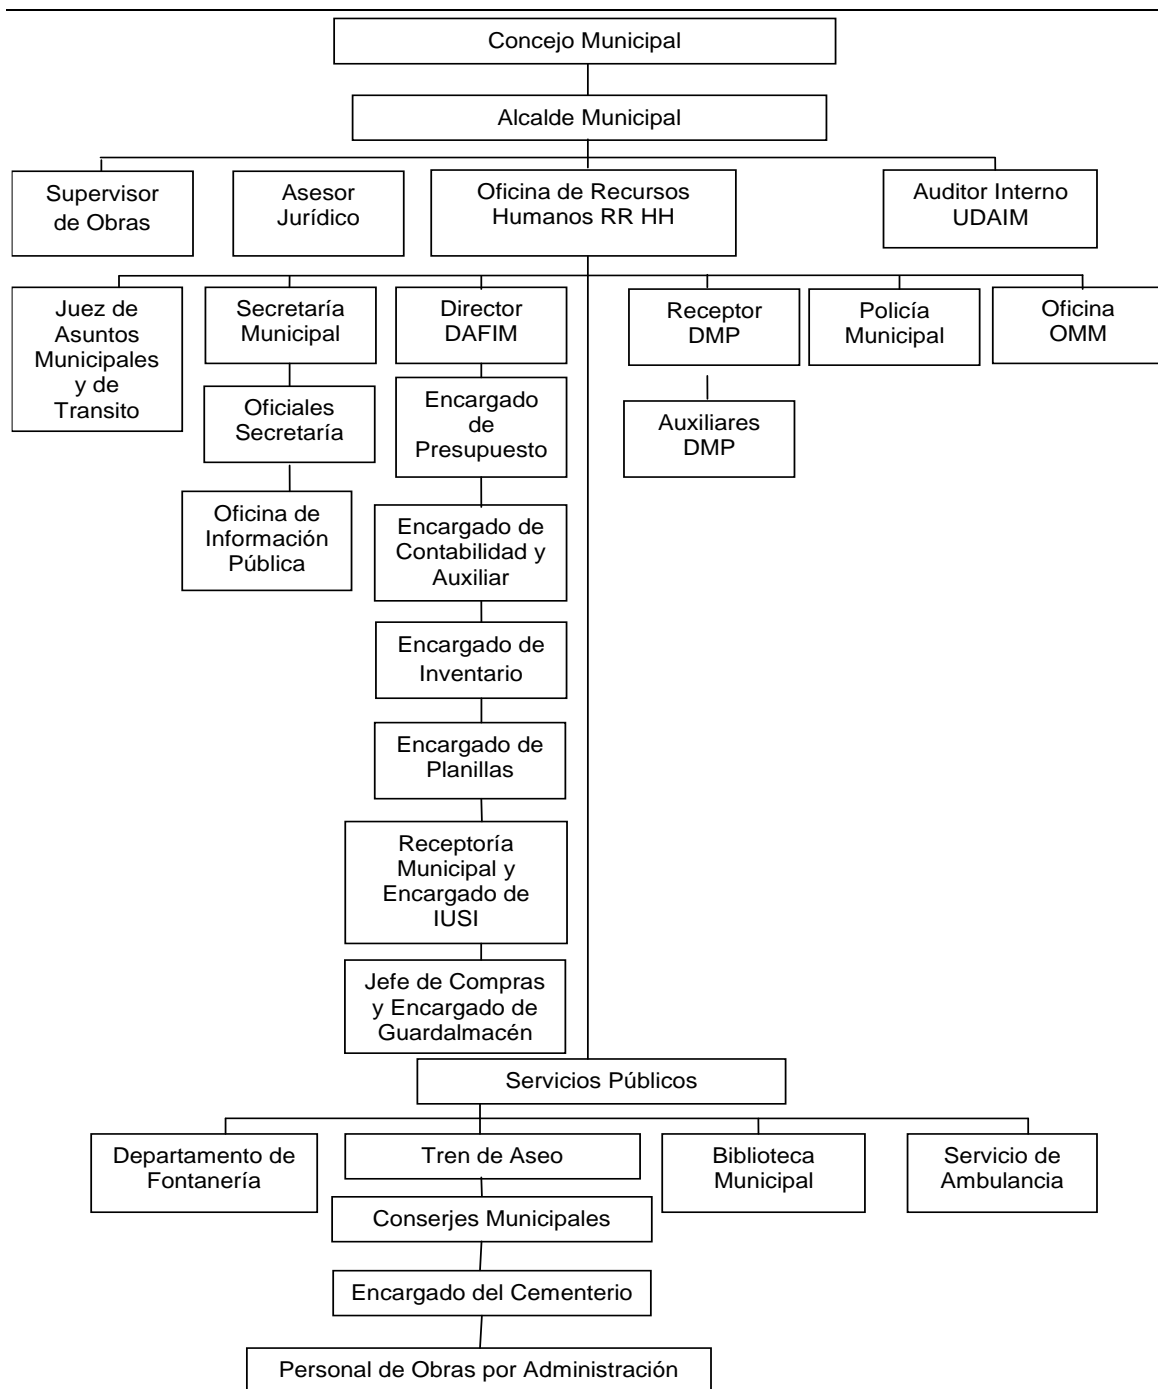 Concejo Municipal
Alcalde Municipal
Supervisor
de Obras
Asesor
Jurídico
Oficina de Recursos
Humanos RR HH
Auditor Interno
UDAIM
Juez de
Asuntos
Municipales
y de
Transito
Secretaría
Municipal
Director
DAFIM
Receptor
DMP
Policía
Municipal
Oficina
OMM
Oficiales
Secretaría
Encargado
de
Presupuesto
Auxiliares
DMP
Oficina de
Información
Pública
Encargado de
Contabilidad y
Auxiliar
Encargado de
Inventario
Encargado de
Planillas
Receptoría
Municipal y
Encargado de
IUSI
Jefe de Compras
y Encargado de
Guardalmacén
Servicios Públicos
Departamento de
Fontanería
Tren de Aseo
Biblioteca
Municipal
Servicio de
Ambulancia
Conserjes Municipales
Encargado del Cementerio
Personal de Obras por Administración